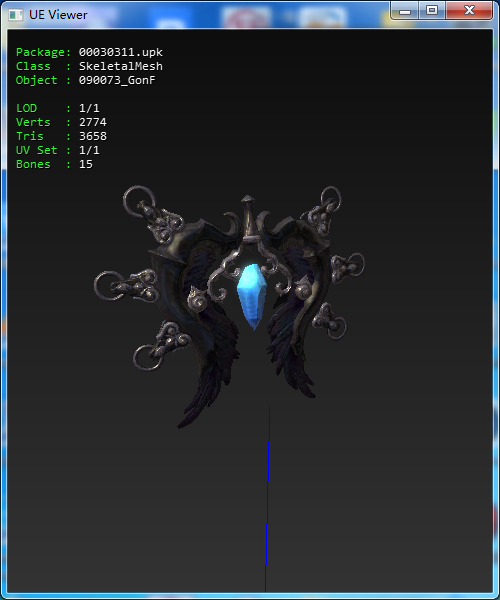 UE Viewer
Package: 00030311.upk
Class  : SkeletalMesh
Object : 090073_GonF
LOD    : 1/1
Verts  : 2774
Tris   : 3658
UV Set : 1/1
Bones  : 15